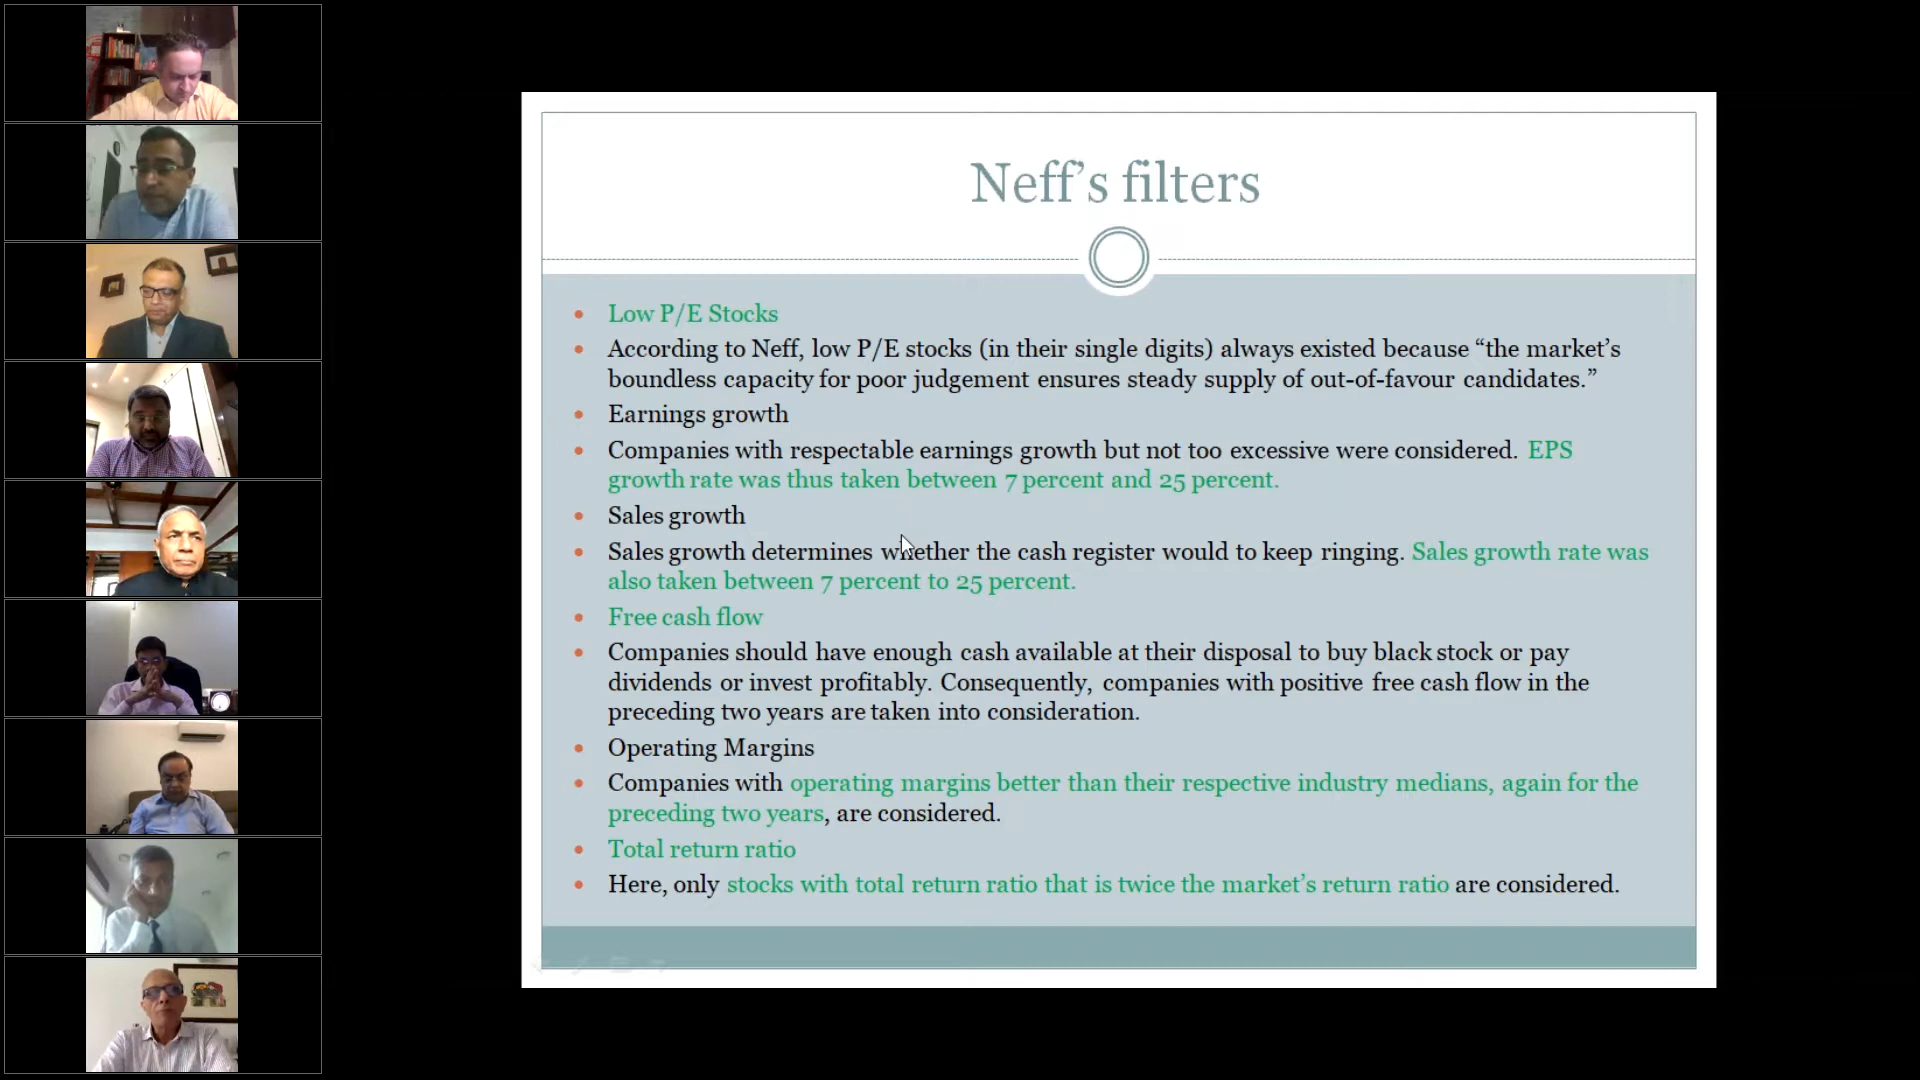 Neff’s filters
Low P/E Stocks
According to Neff, low P/E stocks (in their single digits) always existed because “the market’s
boundless capacity for poor judgement ensures steady supply of out-of-favour candidates.”
Earnings growth
Companies with respectable earnings growth but not too excessive were considered. EPS
growth rate was thus taken between 7 percent and 25 percent.
Sales growth
Sales growth determines whether the cash register would to keep ringing. Sales growth rate was
also taken between 7 percent to 25 percent.
Free cash flow
Companies should have enough cash available at their disposal to buy black stock or pay
dividends or invest profitably. Consequently, companies with positive free cash flow in the
preceding two years are taken into consideration.
Operating Margins
Companies with operating margins better than their respective industry medians, again for the
preceding two years, are considered.
Total return ratio
Here, only stocks with total return ratio that is twice the market’s return ratio are considered.